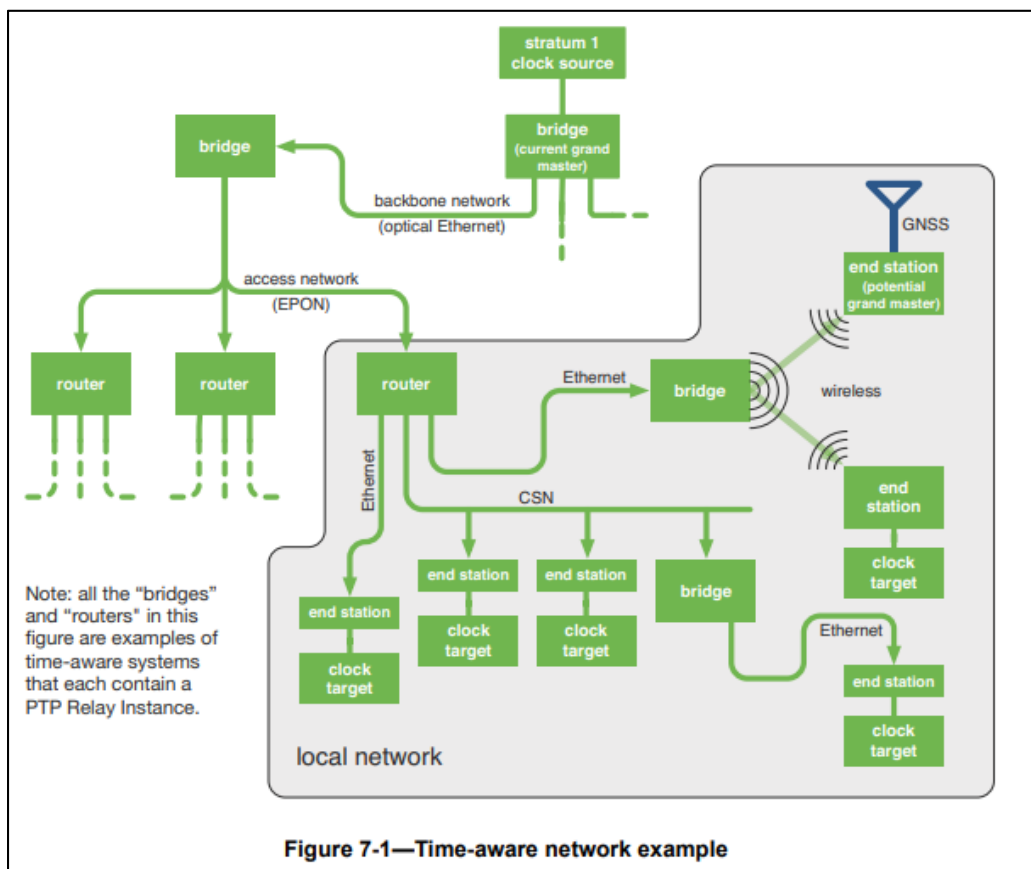 stratum 1
clock source
bridge
(current grand
master)
bridge
backbone network
(optical Ethernet)
GNSS
end station
(potential
grand master)
access network
(EPON)
router
router
router
Ethernet
bridge
wireless
Ethernet
CSN
end
station
clock
target
end station
clock
target
end station
clock
target
bridge
end station
clock
target
Ethernet
end station
clock
target
Note: all the “bridges”
and “routers" in this
figure are examples of
time-aware systems
that each contain a
PTP Relay Instance.
local network
Figure 7-1—Time-aware network example